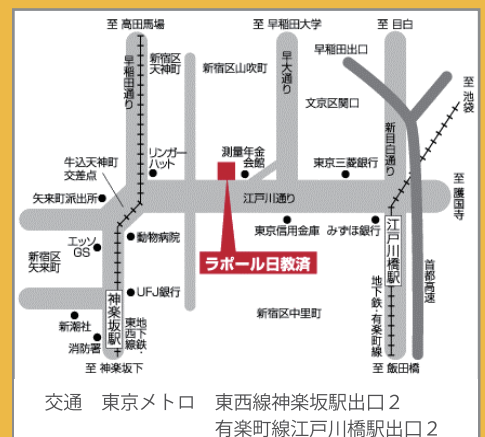 至 高田馬場
至 早稲田大学
至 目白
早稲田出口
早稲田通り
新宿区
天神町
新宿区山吹町
早大通り
文京区関口
至 池袋
新目白通り
リンガー
ハット
測量年金
会館
東京三菱銀行
牛込天神町
交差点
矢来町派出所
江戸川通り
至 護国寺
動物病院
東京信用金庫
みずほ銀行
江戸川橋駅
エッソ
GS
新宿区
矢来町
ラポール日教済
首都高速
UFJ銀行
神楽坂駅
地下鉄・有楽町線
新潮社
地下鉄・
東西線
新宿区中里町
消防署
至 神楽坂下
至 飯田橋
交通 東京メトロ 東西線神楽坂駅出口２
有楽町線江戸川橋駅出口２